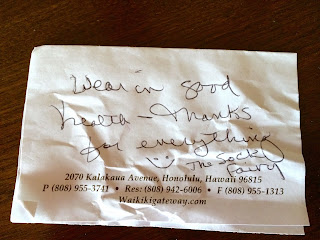 Wear in good
health - Thanks
for everything
:) The Sock
Fairy
2070 Kalakaua Avenue, Honolulu, Hawaii 96815
P (808) 955-3741 • Res: (808) 942-6006 • F (808) 955-1313
Waikikigateway.com